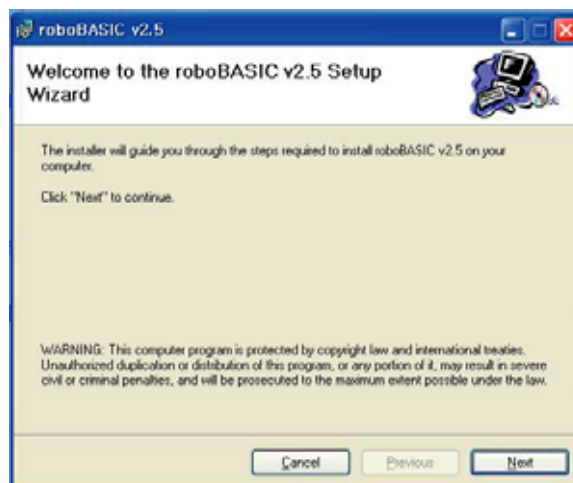 roboBASIC v2.5
Welcome to the roboBASIC v2.5 Setup
Wizard
The installer will guide you through the steps required to install roboBASIC v2.5 on your
computer.
Click "Next" to continue.
WARNING: This computer program is protected by copyright law and international treaties.
Unauthorized duplication or distribution of this program, or any portion of it, may result in severe
civil or criminal penalties, and will be prosecuted to the maximum extent possible under the law.
Cancel
Previous
Next